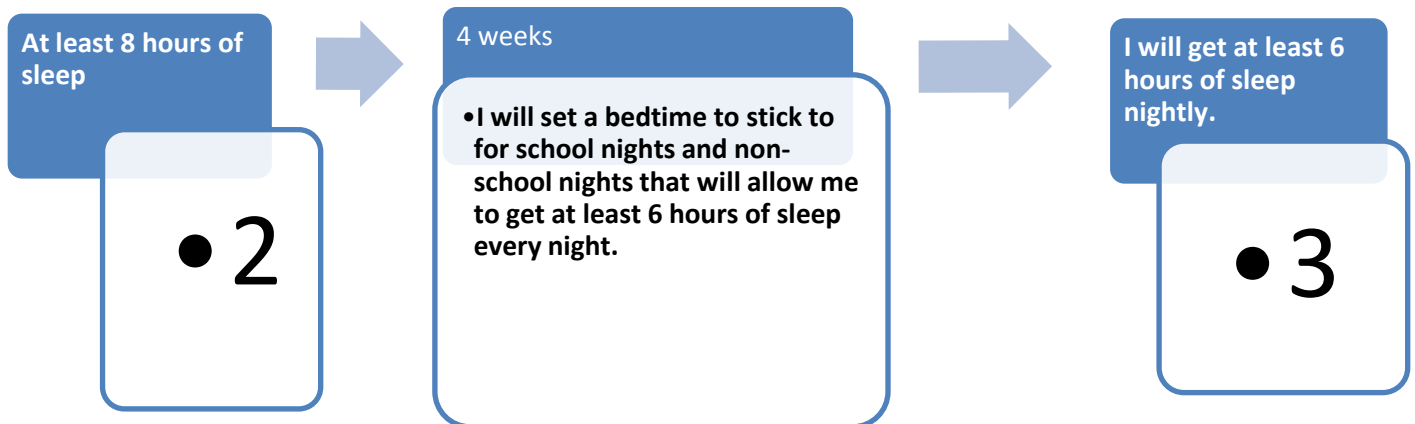 At least 8 hours of
sleep
•2
4 weeks
•I will set a bedtime to stick to
for school nights and non-
school nights that will allow me
to get at least 6 hours of sleep
every night.
I will get at least 6
hours of sleep
nightly.
•3